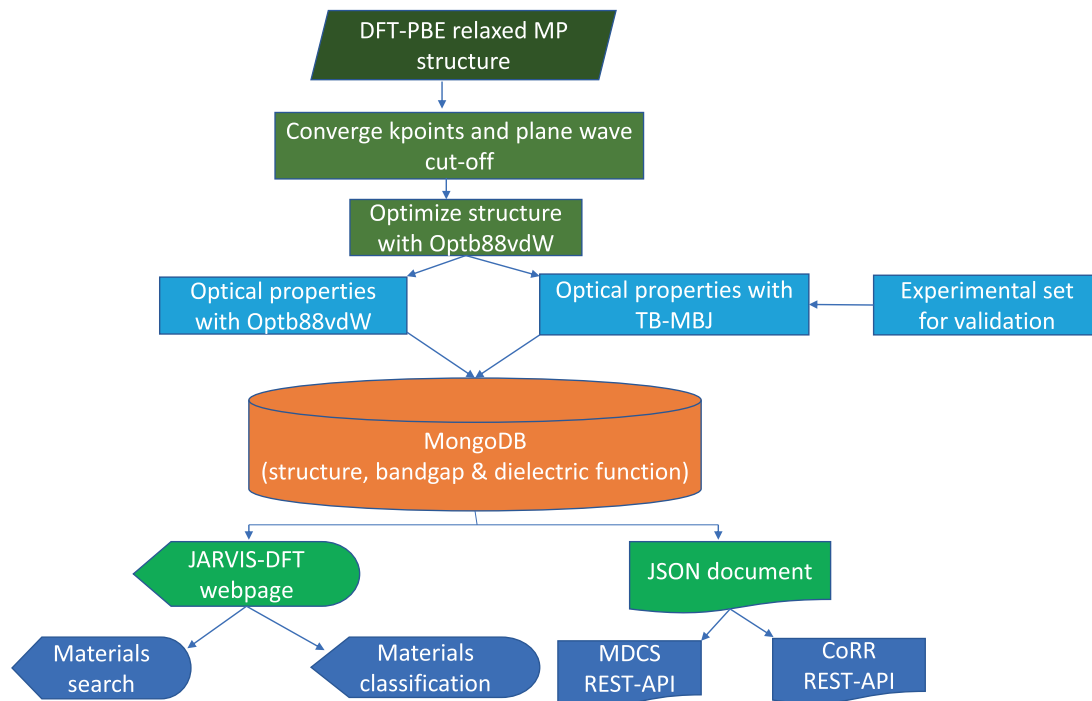 DFT-PBE relaxed MP
structure
Converge kpoints and plane wave
cut-off
Optimize structure
with Optb88vdW
Optical properties
with Optb88vdW
Optical properties with
TB-MBJ
Experimental set
for validation
MongoDB
(structure, bandgap & dielectric function)
JARVIS-DFT
webpage
JSON document
Materials
search
Materials
classification
MDCS
REST-API
CoRR
REST-API